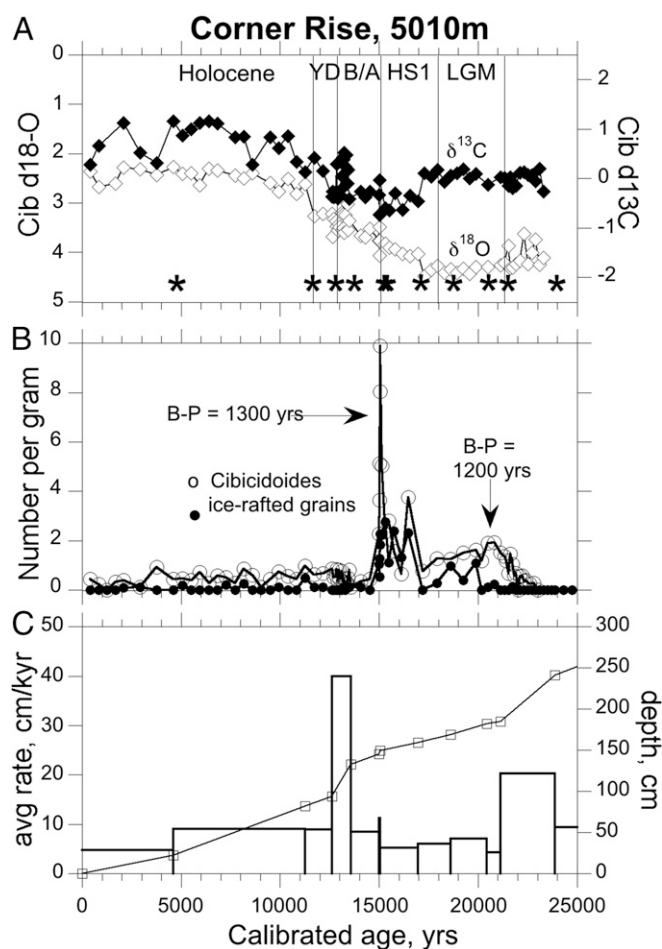 Corner Rise, 5010m
A
Holocene
YD
B/A
HS1
LGM
0
1
2
3
4
5
Cib d18-O
2
1
0
-1
-2
Cib d13C
δ13C
δ18O
* * * * * * * * * *
B
10
8
6
4
2
0
Number per gram
B-P = 1300 yrs
B-P =
1200 yrs
○ Cibicidoides
● ice-rafted grains
C
50
40
30
20
10
0
avg rate, cm/kyr
300
250
200
150
100
50
0
depth, cm
0 5000 10000 15000 20000 25000
Calibrated age, yrs